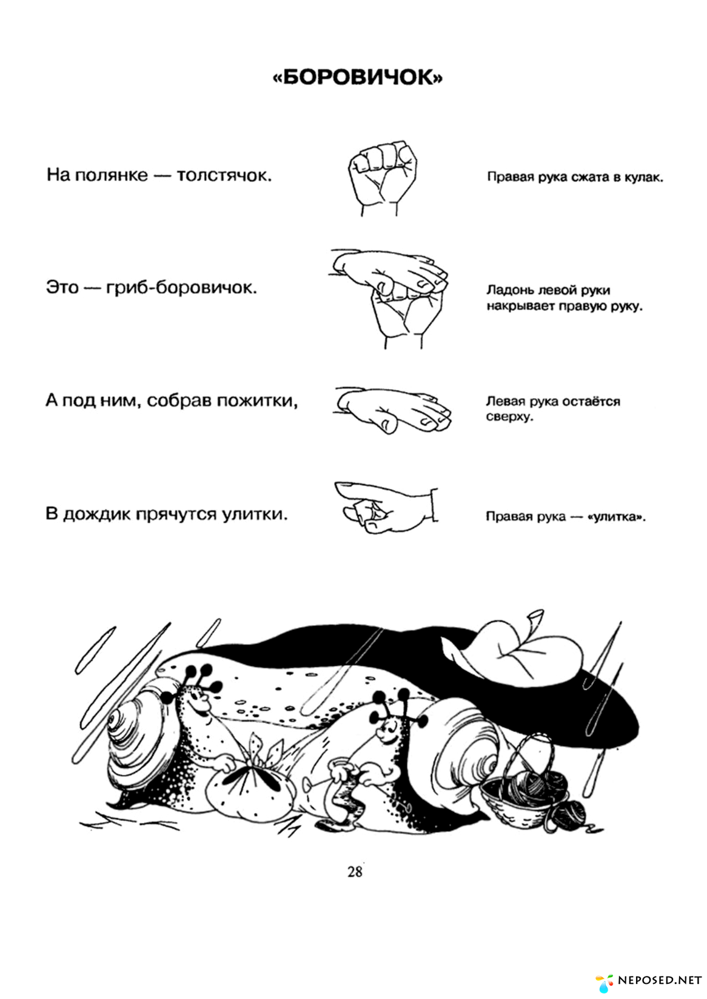 «БОРОВИЧОК»
На полянке — толстячок.
Правая рука сжата в кулак.
Это — гриб-боровичок.
Ладонь левой руки
накрывает правую руку.
А под ним, собрав пожитки,
Левая рука остаётся
сверху.
В дождик прячутся улитки.
Правая рука — «улитка».
28
NEPOSED.NET